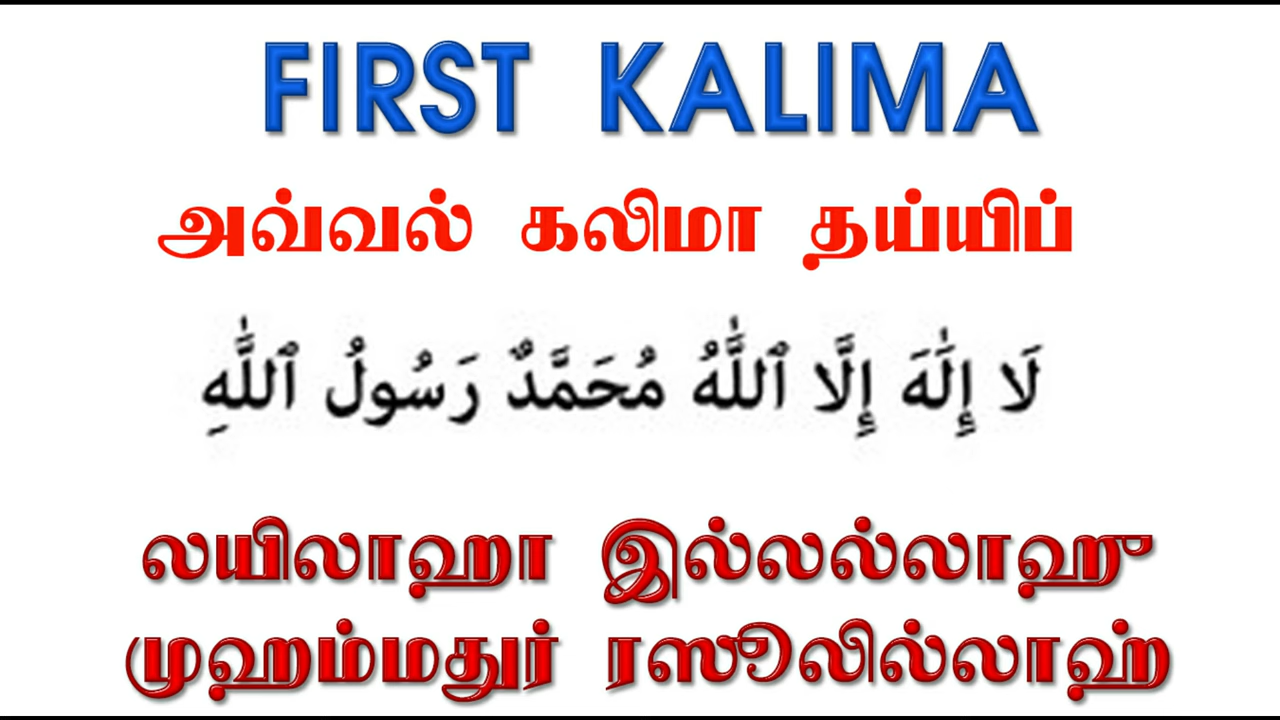 FIRST KALIMA
அவ்வல் கலிமா தய்யிப்
لَا إِلَٰهَ إِلَّا ٱللَّٰهُ مُحَمَّدٌ رَسُولُ ٱللَّٰهِ
லயிலாஹா இல்லல்லாஹு
முஹம்மதுர் ரஸூலில்லாஹ்